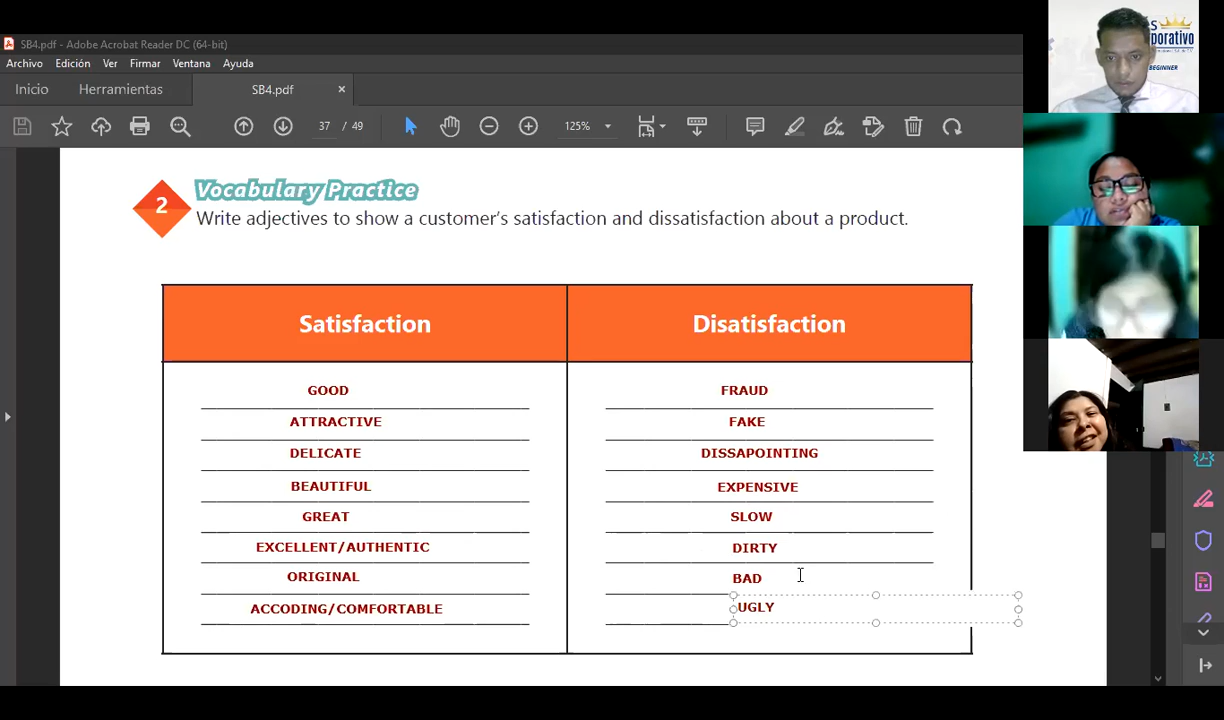 SB4.pdf - Adobe Acrobat Reader DC (64-bit)
Archivo Edición Ver Firmar Ventana Ayuda
Inicio Herramientas SB4.pdf ×
37 / 49 125%
2 Vocabulary Practice
Write adjectives to show a customer's satisfaction and dissatisfaction about a product.
Satisfaction Disatisfaction
GOOD FRAUD
ATTRACTIVE FAKE
DELICATE DISSAPOINTING
BEAUTIFUL EXPENSIVE
GREAT SLOW
EXCELLENT/AUTHENTIC DIRTY
ORIGINAL BAD
ACCODING/COMFORTABLE UGLY
BEGINNER